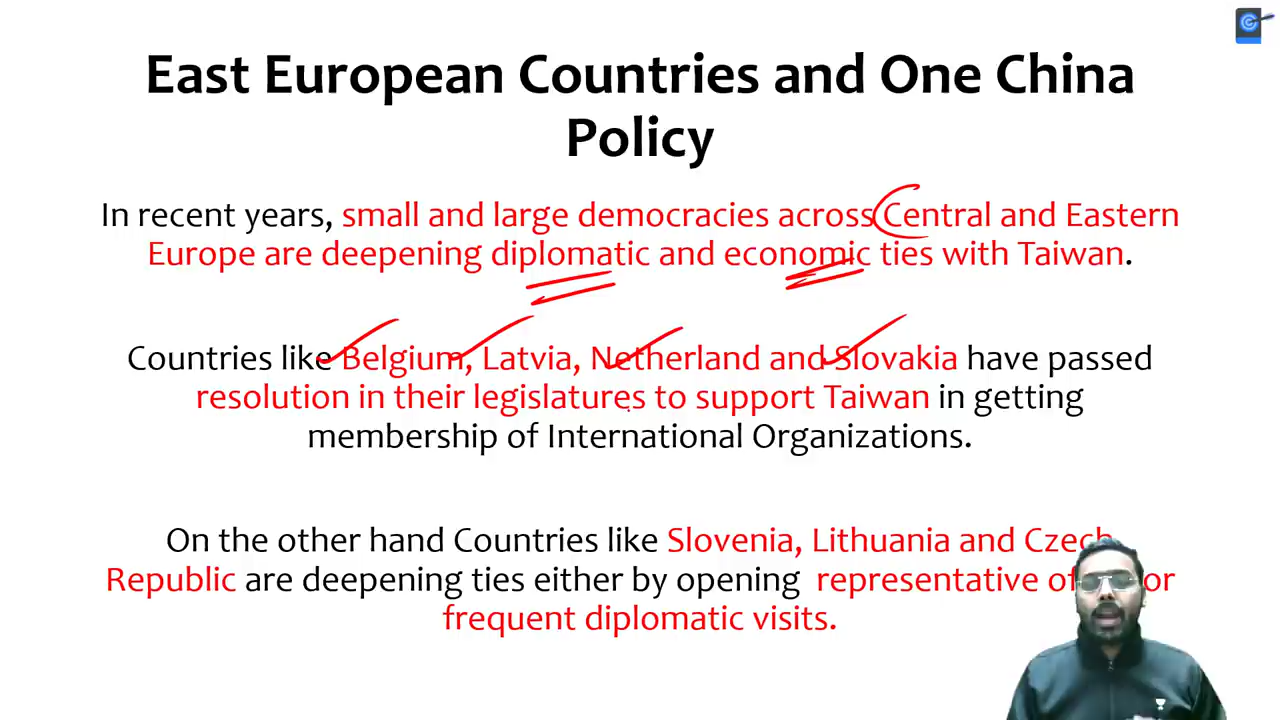 East European Countries and One China
Policy
In recent years, small and large democracies across Central and Eastern
Europe are deepening diplomatic and economic ties with Taiwan.
Countries like Belgium, Latvia, Netherland and Slovakia have passed
resolution in their legislatures to support Taiwan in getting
membership of International Organizations.
On the other hand Countries like Slovenia, Lithuania and Czech
Republic are deepening ties either by opening representative or
frequent diplomatic visits.